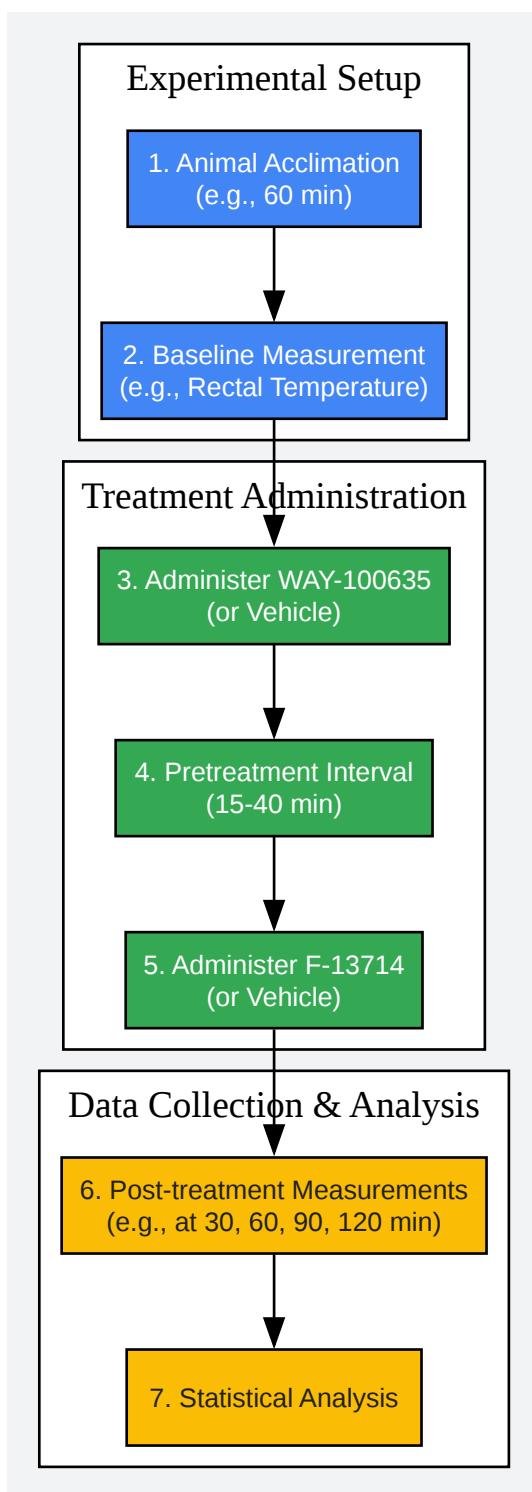 Experimental Setup
1. Animal Acclimation
(e.g., 60 min)
2. Baseline Measurement
(e.g., Rectal Temperature)
Treatment Administration
3. Administer WAY-100635
(or Vehicle)
4. Pretreatment Interval
(15-40 min)
5. Administer F-13714
(or Vehicle)
Data Collection & Analysis
6. Post-treatment Measurements
(e.g., at 30, 60, 90, 120 min)
7. Statistical Analysis